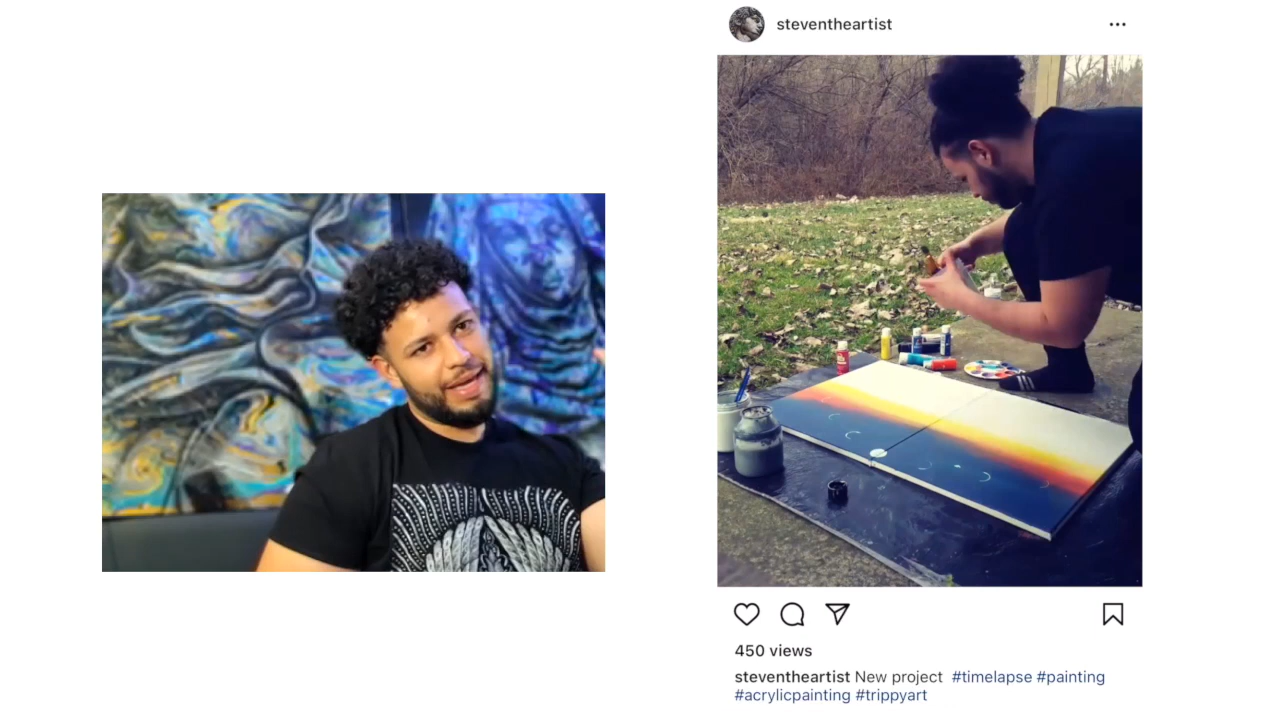 steventheartist
450 views
steventheartist New project #timelapse #painting
#acrylicpainting #trippyart